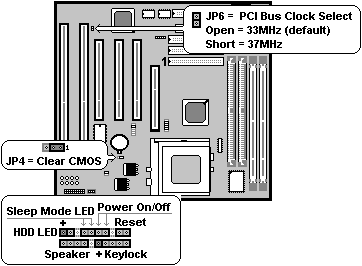 JP6 = PCI Bus Clock Select
Open = 33MHz (default)
Short = 37MHz
1
1
JP4 = Clear CMOS
Sleep Mode LED Power On/Off
+
HDD LED
Reset
Speaker + Keylock